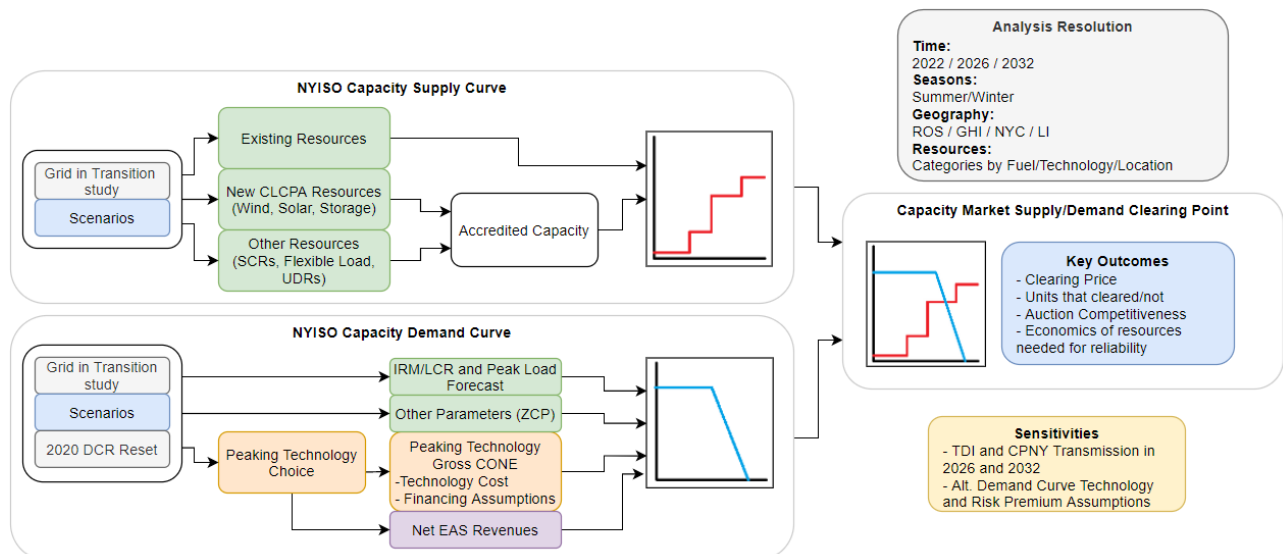 Analysis Resolution
Time:
2022 / 2026 / 2032
Seasons:
Summer/Winter
Geography:
ROS / GHI / NYC / LI
Resources:
Categories by Fuel/Technology/Location
NYISO Capacity Supply Curve
Grid in Transition
study
Scenarios
Existing Resources
New CLCPA Resources
(Wind, Solar, Storage)
Other Resources
(SCRs, Flexible Load,
UDRs)
Accredited Capacity
NYISO Capacity Demand Curve
Grid in Transition
study
Scenarios
2020 DCR Reset
Peaking Technology
Choice
IRM/LCR and Peak Load
Forecast
Other Parameters (ZCP)
Peaking Technology
Gross CONE
-Technology Cost
- Financing Assumptions
Net EAS Revenues
Capacity Market Supply/Demand Clearing Point
Key Outcomes
- Clearing Price
- Units that cleared/not
- Auction Competitiveness
- Economics of resources
needed for reliability
Sensitivities
- TDI and CPNY Transmission in
2026 and 2032
- Alt. Demand Curve Technology
and Risk Premium Assumptions